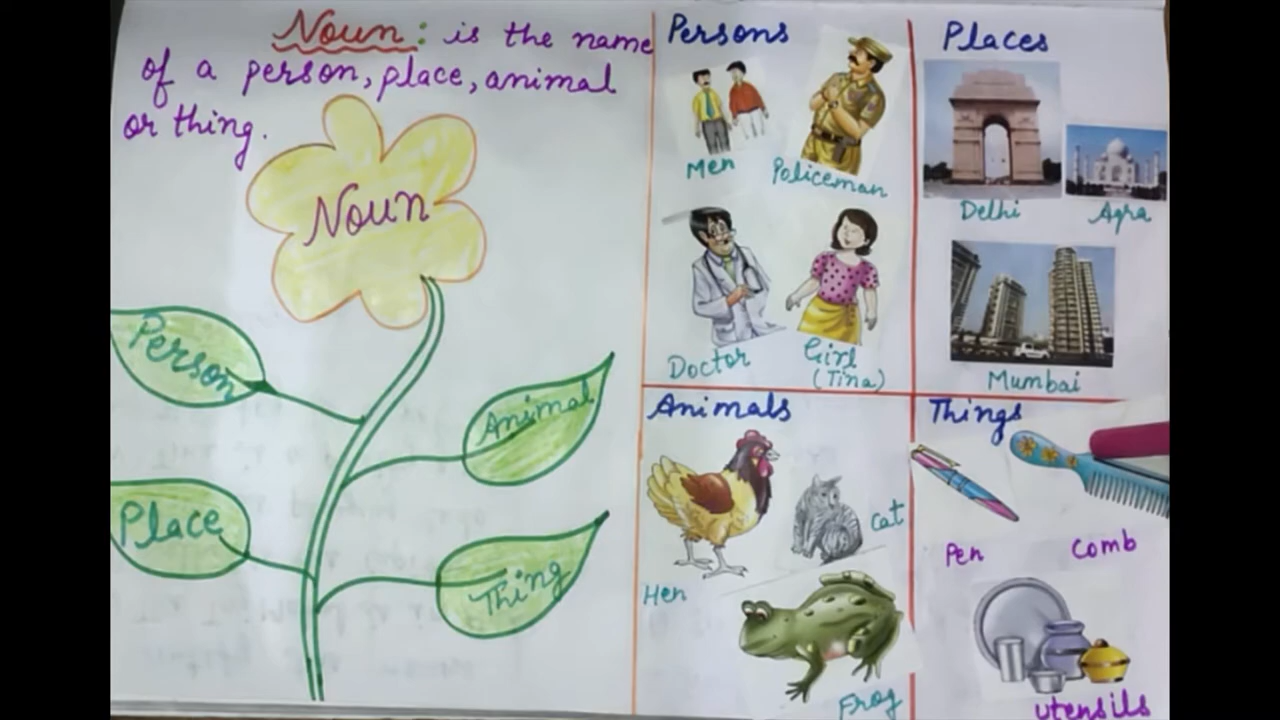 Noun: is the name
of a person, place, animal
or thing.
Noun
Person
Animal
Place
Thing
Persons
Men
Policeman
Doctor
Girl
(Tina)
Places
Delhi
Agra
Mumbai
Animals
Hen
Cat
Frog
Things
Pen
Comb
utensils